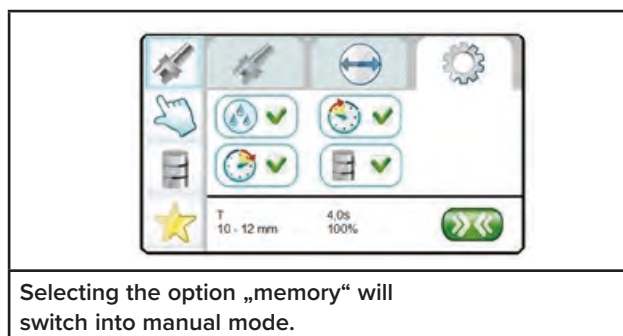 T
10 - 12 mm
4,0s
100%
Selecting the option „memory“ will
switch into manual mode.